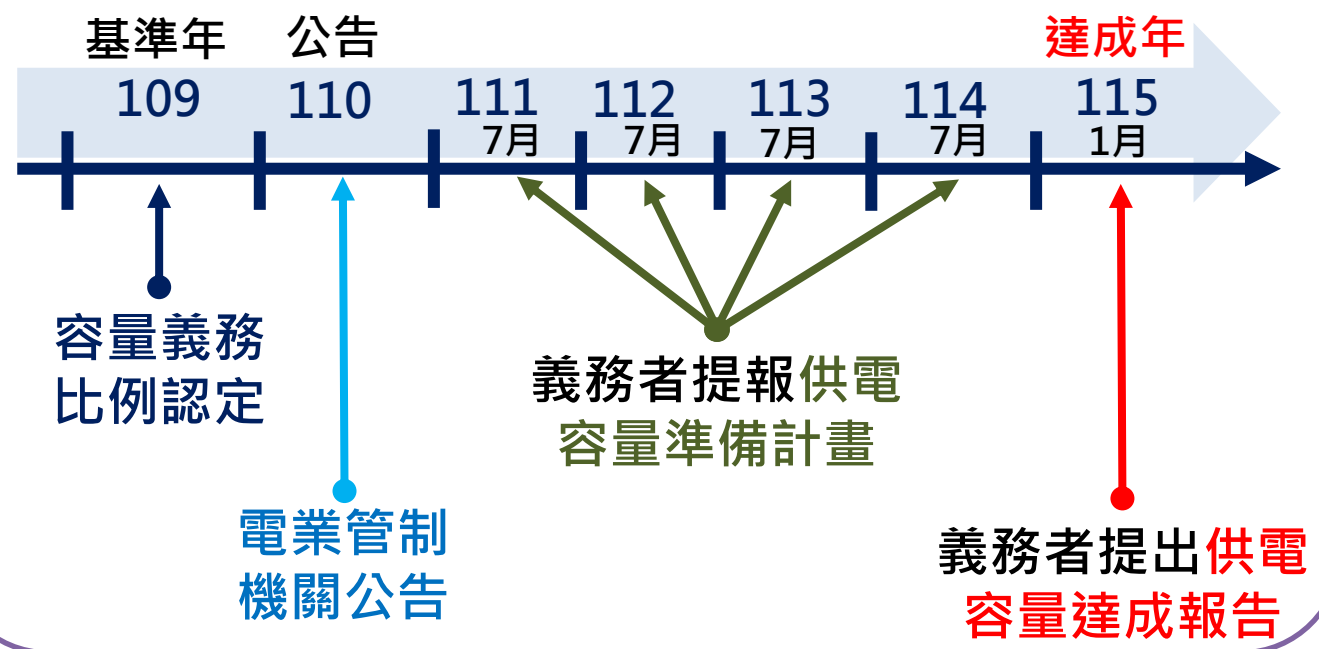 基準年 公告 達成年
109 110 111 112 113 114 115
7月 7月 7月 7月 1月
容量義務
比例認定
義務者提報供電
容量準備計畫
電業管制
機關公告
義務者提出供電
容量達成報告